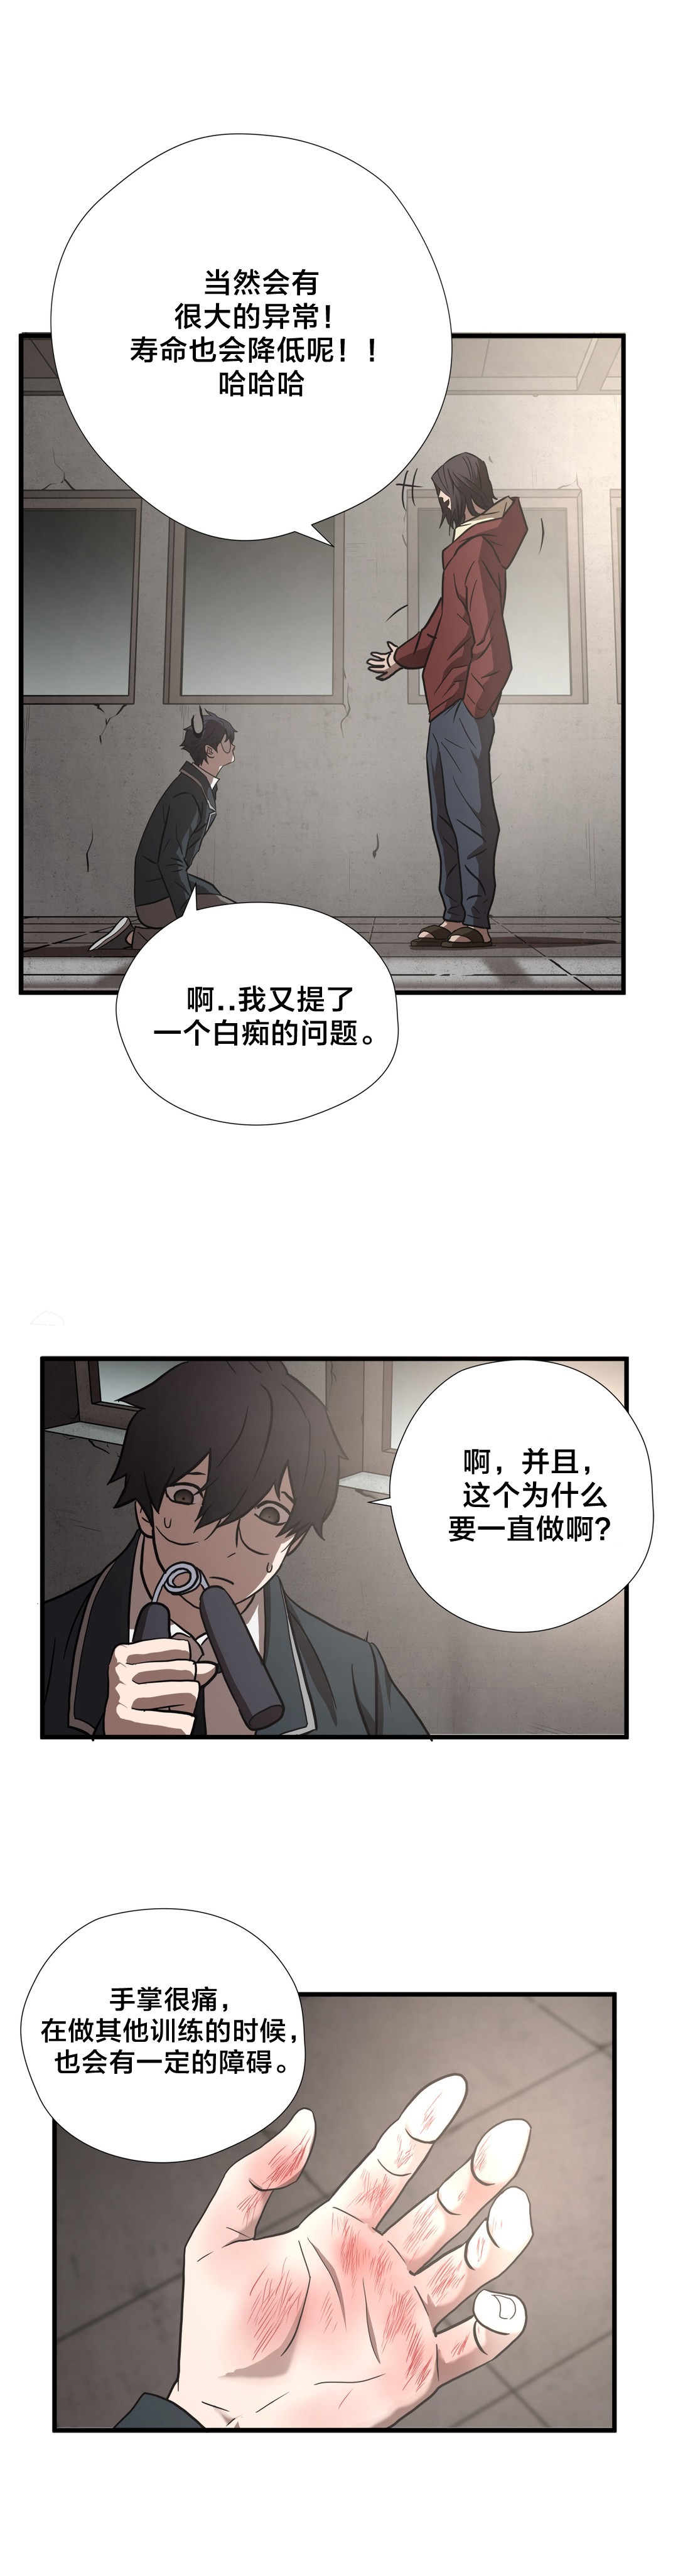 当然会有
很大的异常！
寿命也会降低呢！！
哈哈哈
啊..我又提了
一个白痴的问题。
啊，并且，
这个为什么
要一直做啊？
手掌很痛，
在做其他训练的时候，
也会有一定的障碍。